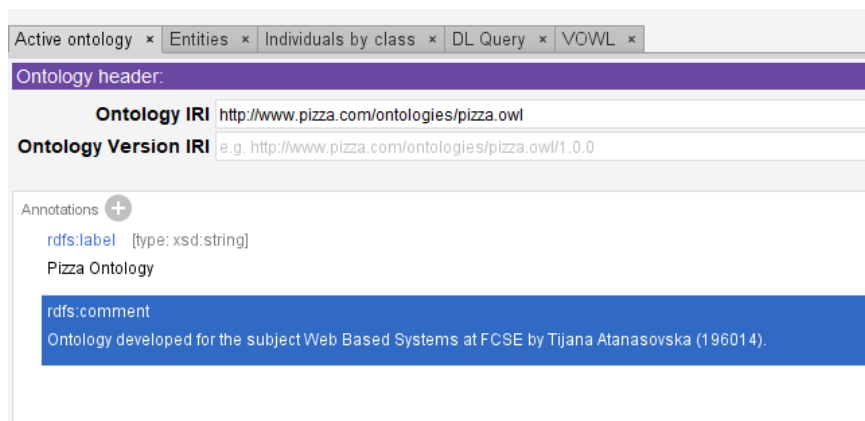 Active ontology × Entities × Individuals by class × DL Query × VOWL ×
Ontology header:
Ontology IRI http://www.pizza.com/ontologies/pizza.owl
Ontology Version IRI e.g. http://www.pizza.com/ontologies/pizza.owl/1.0.0
Annotations +
rdfs:label [type: xsd:string]
Pizza Ontology
rdfs:comment
Ontology developed for the subject Web Based Systems at FCSE by Tijana Atanasovska (196014).